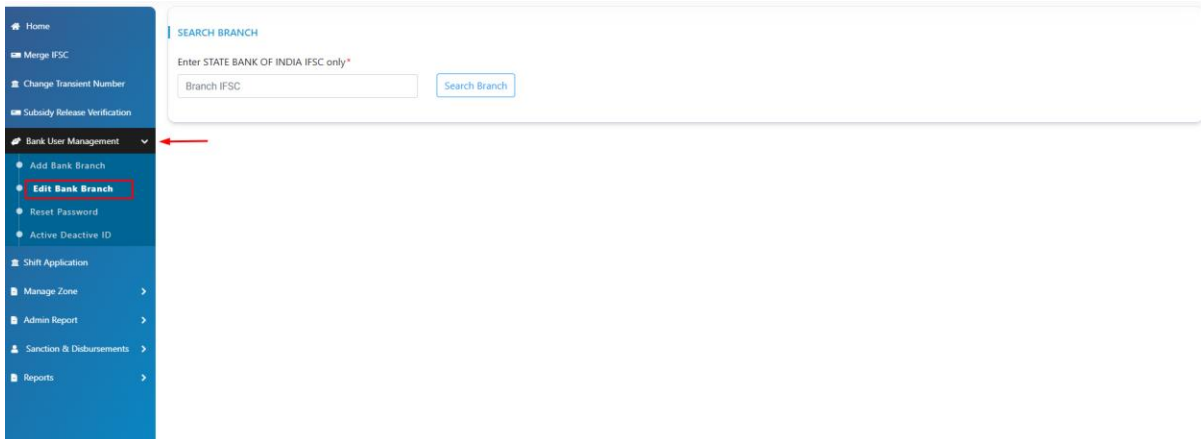 Home
Merge IFSC
Change Transient Number
Subsidy Release Verification
Bank User Management
Add Bank Branch
Edit Bank Branch
Reset Password
Active Deactive ID
Shift Application
Manage Zone
Admin Report
Sanction & Disbursements
Reports
SEARCH BRANCH
Enter STATE BANK OF INDIA IFSC only*
Branch IFSC
Search Branch